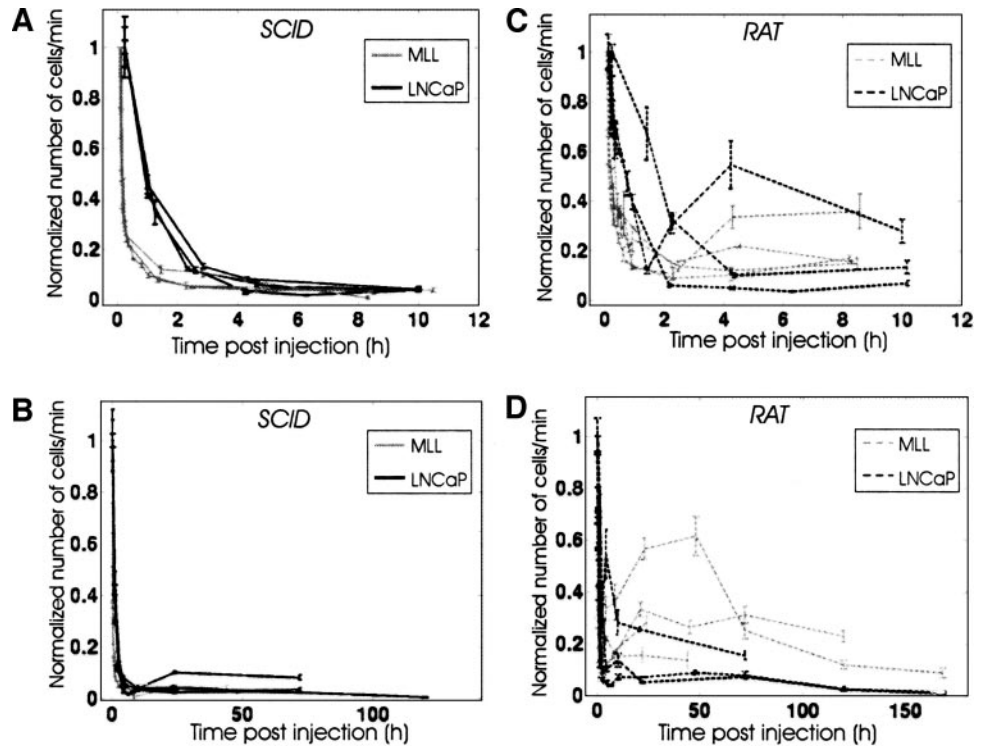 A
SCID
Normalized number of cells/min
1
0.8
0.6
0.4
0.2
0
MLL
LNCaP
0 2 4 6 8 10 12
Time post injection (h)
C
RAT
Normalized number of cells/min
1
0.8
0.6
0.4
0.2
0
MLL
LNCaP
0 2 4 6 8 10 12
Time post injection (h)
B
SCID
Normalized number of cells/min
1
0.8
0.6
0.4
0.2
0
MLL
LNCaP
0 50 100
Time post injection (h)
D
RAT
Normalized number of cells/min
1
0.8
0.6
0.4
0.2
0
MLL
LNCaP
0 50 100 150
Time post injection (h)